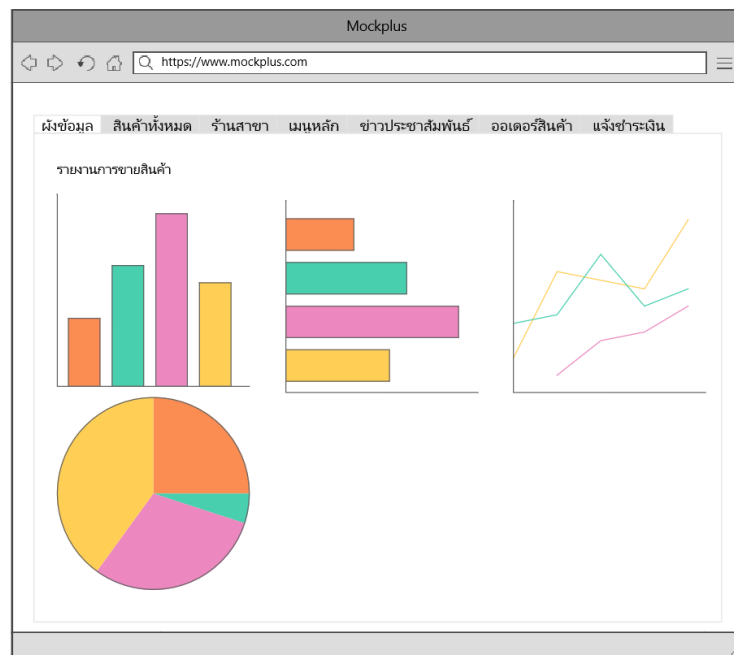 Mockplus
https://www.mockplus.com
ผังข้อมูล สินค้าทั้งหมด ร้านสาขา เมนูหลัก ข่าวประชาสัมพันธ์ ออเดอร์สินค้า แจ้งชำระเงิน
รายงานการขายสินค้า